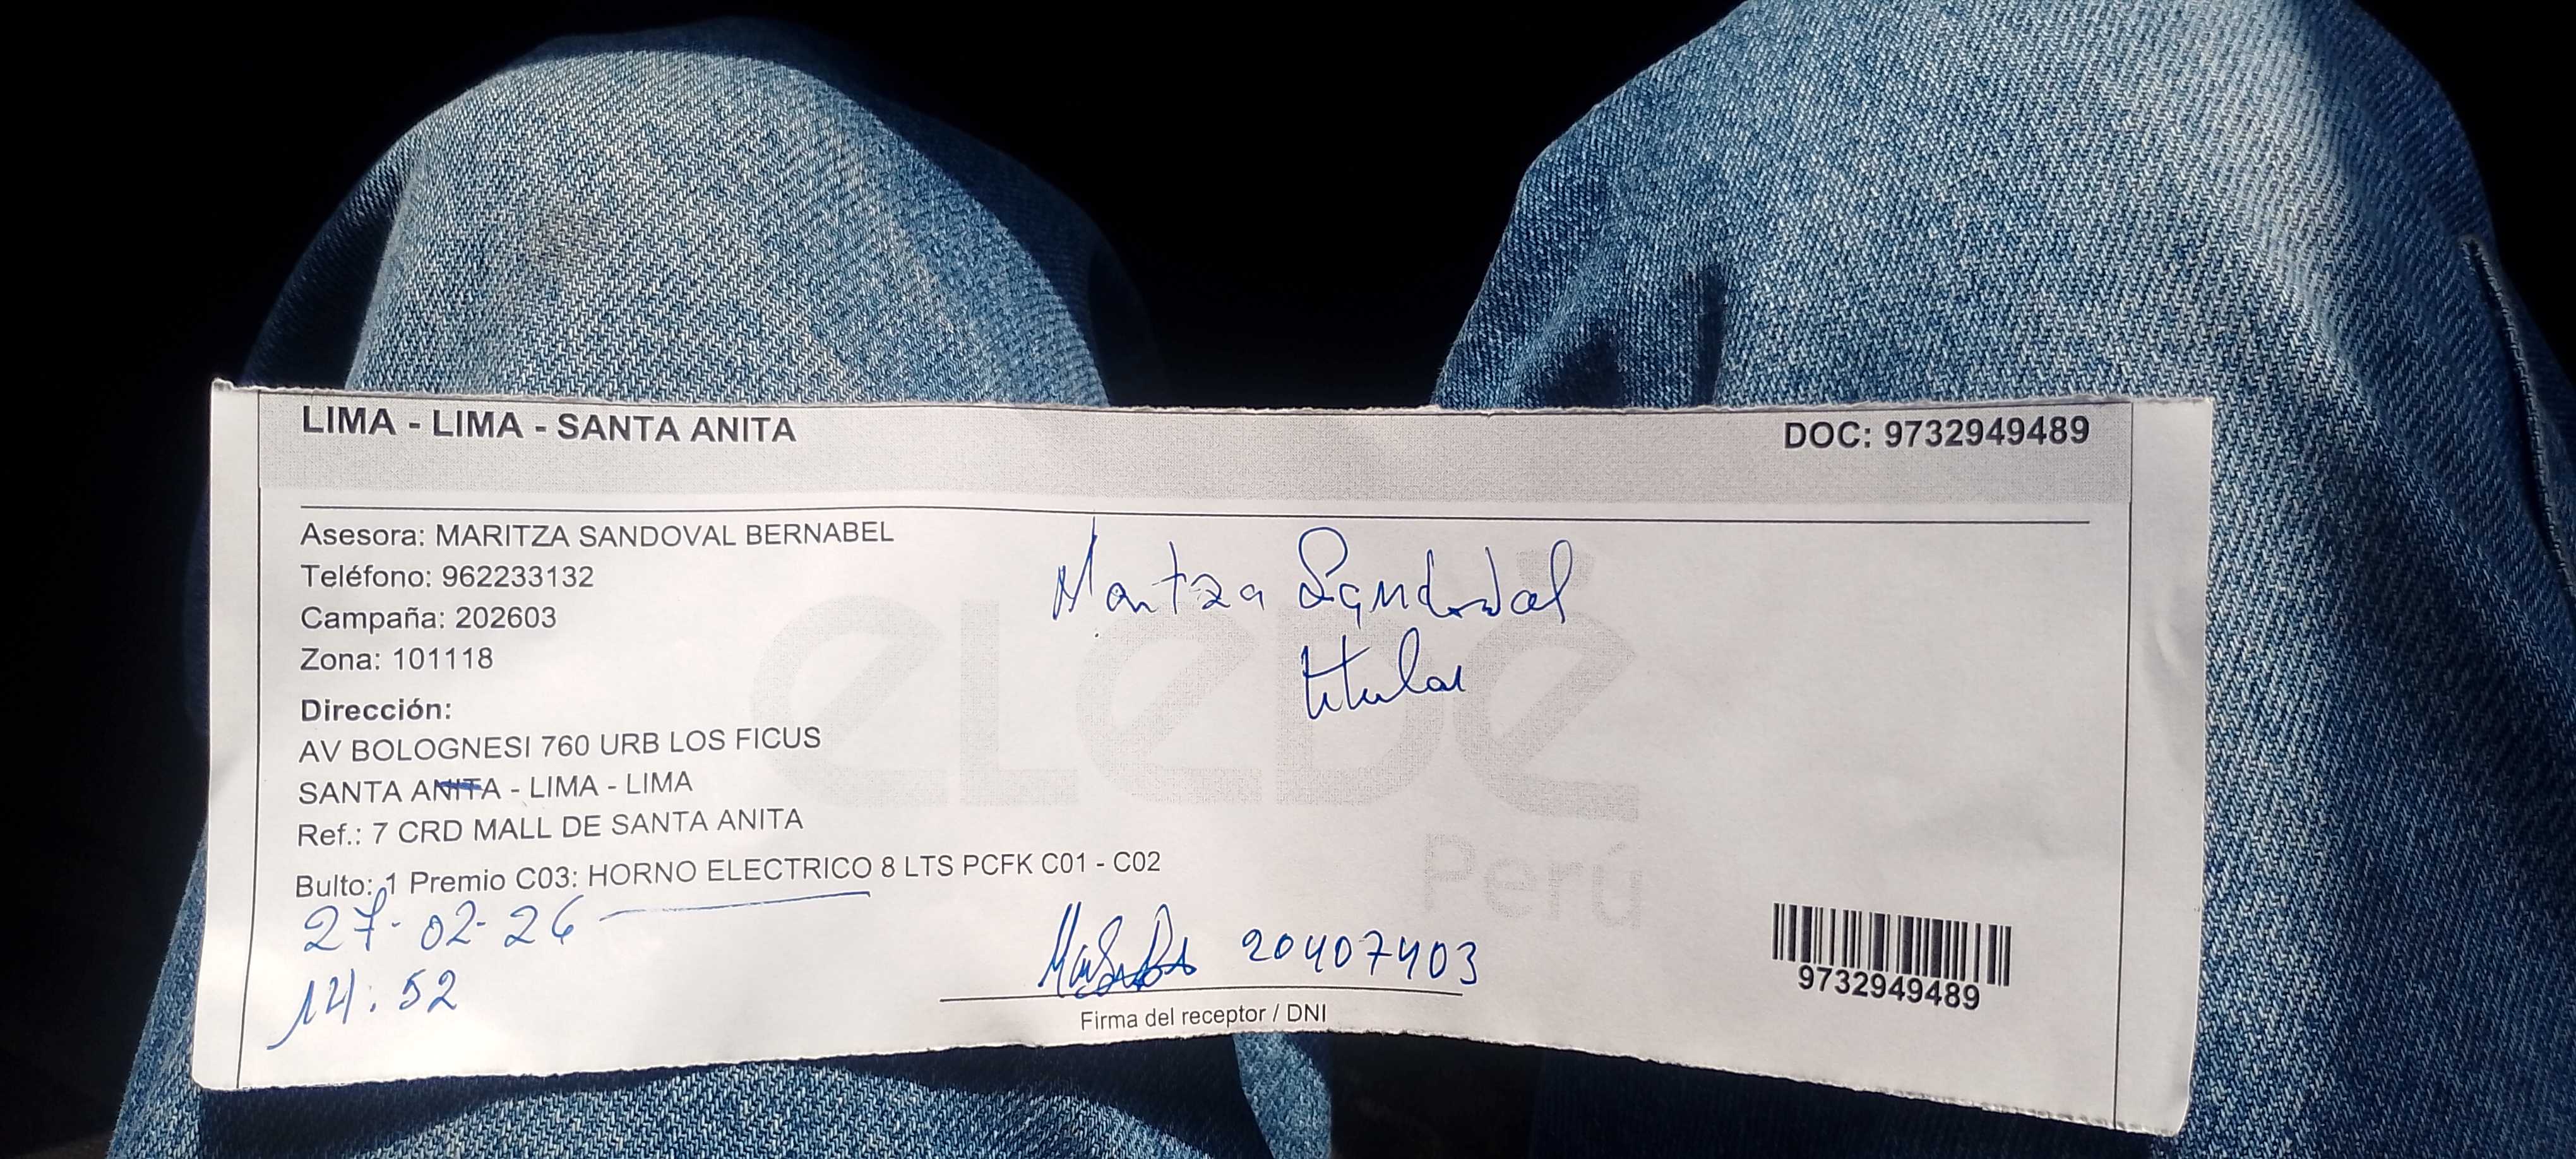 LIMA - LIMA - SANTA ANITA
DOC: 9732949489
Asesora: MARITZA SANDOVAL BERNABEL
Teléfono: 962233132
Campaña: 202603
Zona: 101118
Dirección:
AV BOLOGNESI 760 URB LOS FICUS
SANTA ANITA - LIMA - LIMA
Ref.: 7 CRD MALL DE SANTA ANITA
Bulto: 1 Premio C03: HORNO ELECTRICO 8 LTS PCFK C01 - C02
27-02-26
14:52
Maritza Sandoval
titular
eLeDē
Perú
20407403
Firma del receptor / DNI
9732949489